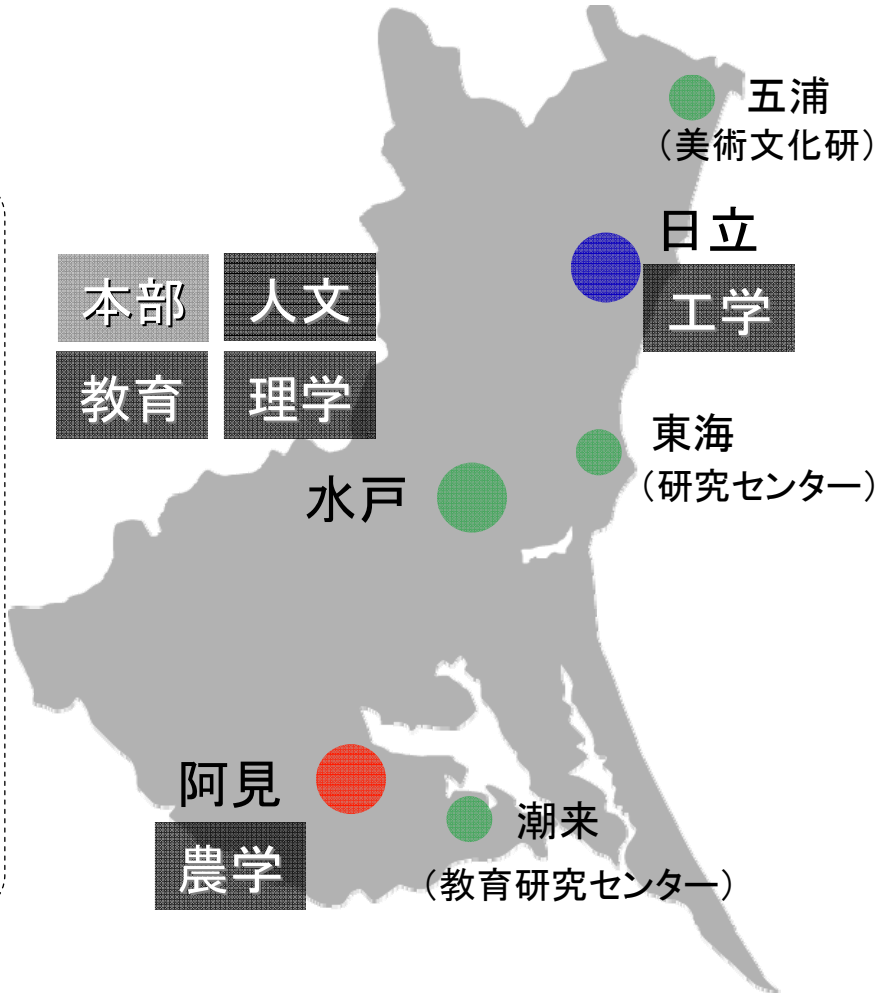 五浦
（美術文化研）
日立
工学
本部
人文
教育
理学
東海
（研究センター）
水戸
阿見
農学
潮来
（教育研究センター）